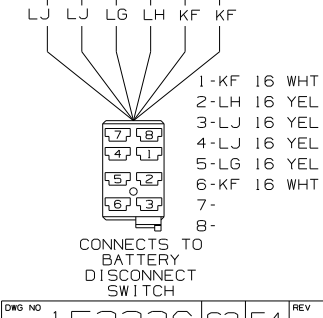 LJ LJ LG LH KF KF
1-KF 16 WHT
2-LH 16 YEL
3-LJ 16 YEL
4-LJ 16 YEL
5-LG 16 YEL
6-KF 16 WHT
7-
8-
7 8
4 1
5 2
6 3
CONNECTS TO
BATTERY
DISCONNECT
SWITCH
DWG NO
REV